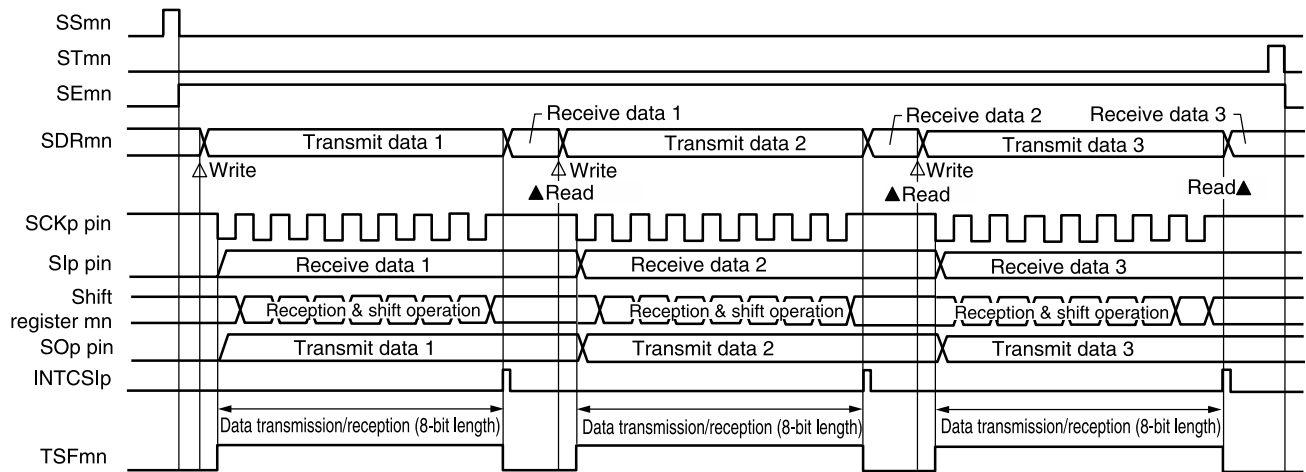 SSmn
STmn
SEmn
Receive data 1
Receive data 2
Receive data 3
SDRmn
Transmit data 1
Transmit data 2
Transmit data 3
△Write
△Write
△Write
▲Read
▲Read
Read▲
SCKp pin
SIp pin
Receive data 1
Receive data 2
Receive data 3
Shift
register mn
Reception & shift operation
Reception & shift operation
Reception & shift operation
SOp pin
Transmit data 1
Transmit data 2
Transmit data 3
INTCSIp
Data transmission/reception (8-bit length)
Data transmission/reception (8-bit length)
Data transmission/reception (8-bit length)
TSFmn